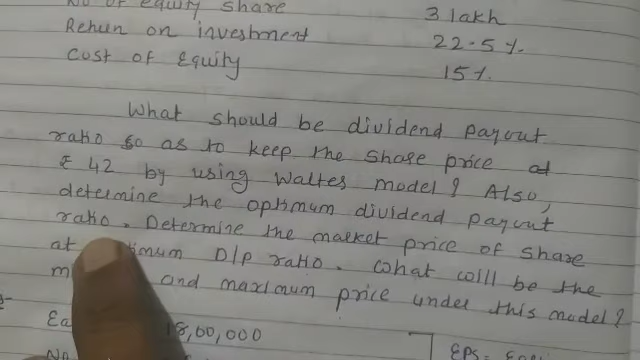 No of equity share 3 lakh
Return on investment 22.5%
Cost of Equity 15%
What should be dividend payout
ratio so as to keep the share price at
₹ 42 by using Walter model? Also,
determine the optimum dividend payout
ratio. Determine the market price of share
at D/p ratio. What will be the
and maximum price under this model?
18,00,000
EPS =